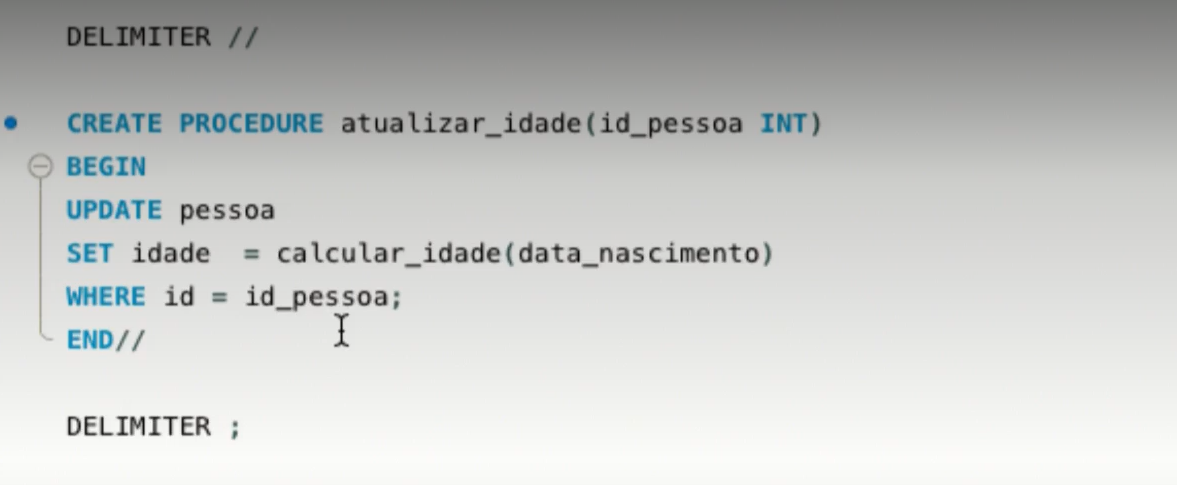 DELIMITER //
CREATE PROCEDURE atualizar_idade(id_pessoa INT)
BEGIN
UPDATE pessoa
SET idade  = calcular_idade(data_nascimento)
WHERE id = id_pessoa;
END//
DELIMITER ;